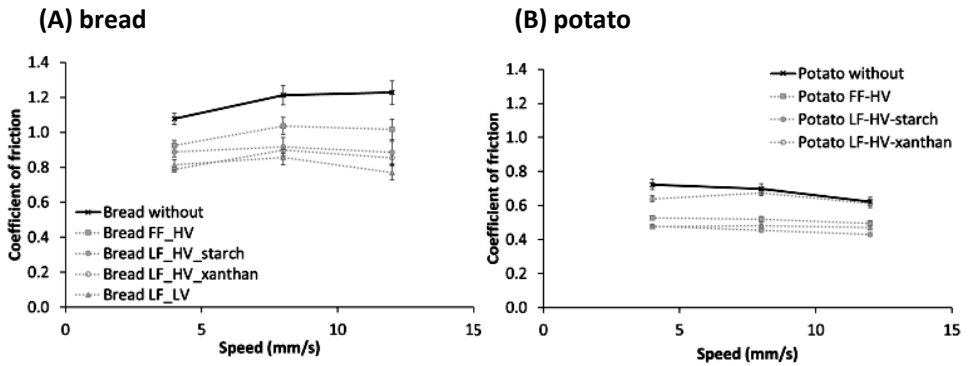 (A) bread
1.4
1.2
1.0
0.8
0.6
0.4
0.2
0.0
Coefficient of friction
Bread without
Bread FF_HV
Bread LF_HV_starch
Bread LF_HV_xanthan
Bread LF_LV
0 5 10 15
Speed (mm/s)
(B) potato
1.4
1.2
1.0
0.8
0.6
0.4
0.2
0.0
Coefficient of friction
Potato without
Potato FF-HV
Potato LF-HV-starch
Potato LF-HV-xanthan
0 5 10 15
Speed (mm/s)